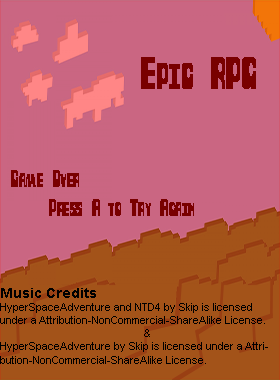 Epic RPG
Game Over
Press A to Try Again
Music Credits
HyperSpaceAdventure and NTD4 by Skip is licensed
under a Attribution-NonCommercial-ShareAlike License.
&
HyperSpaceAdventure by Skip is licensed under a Attri-
bution-NonCommercial-ShareAlike License.